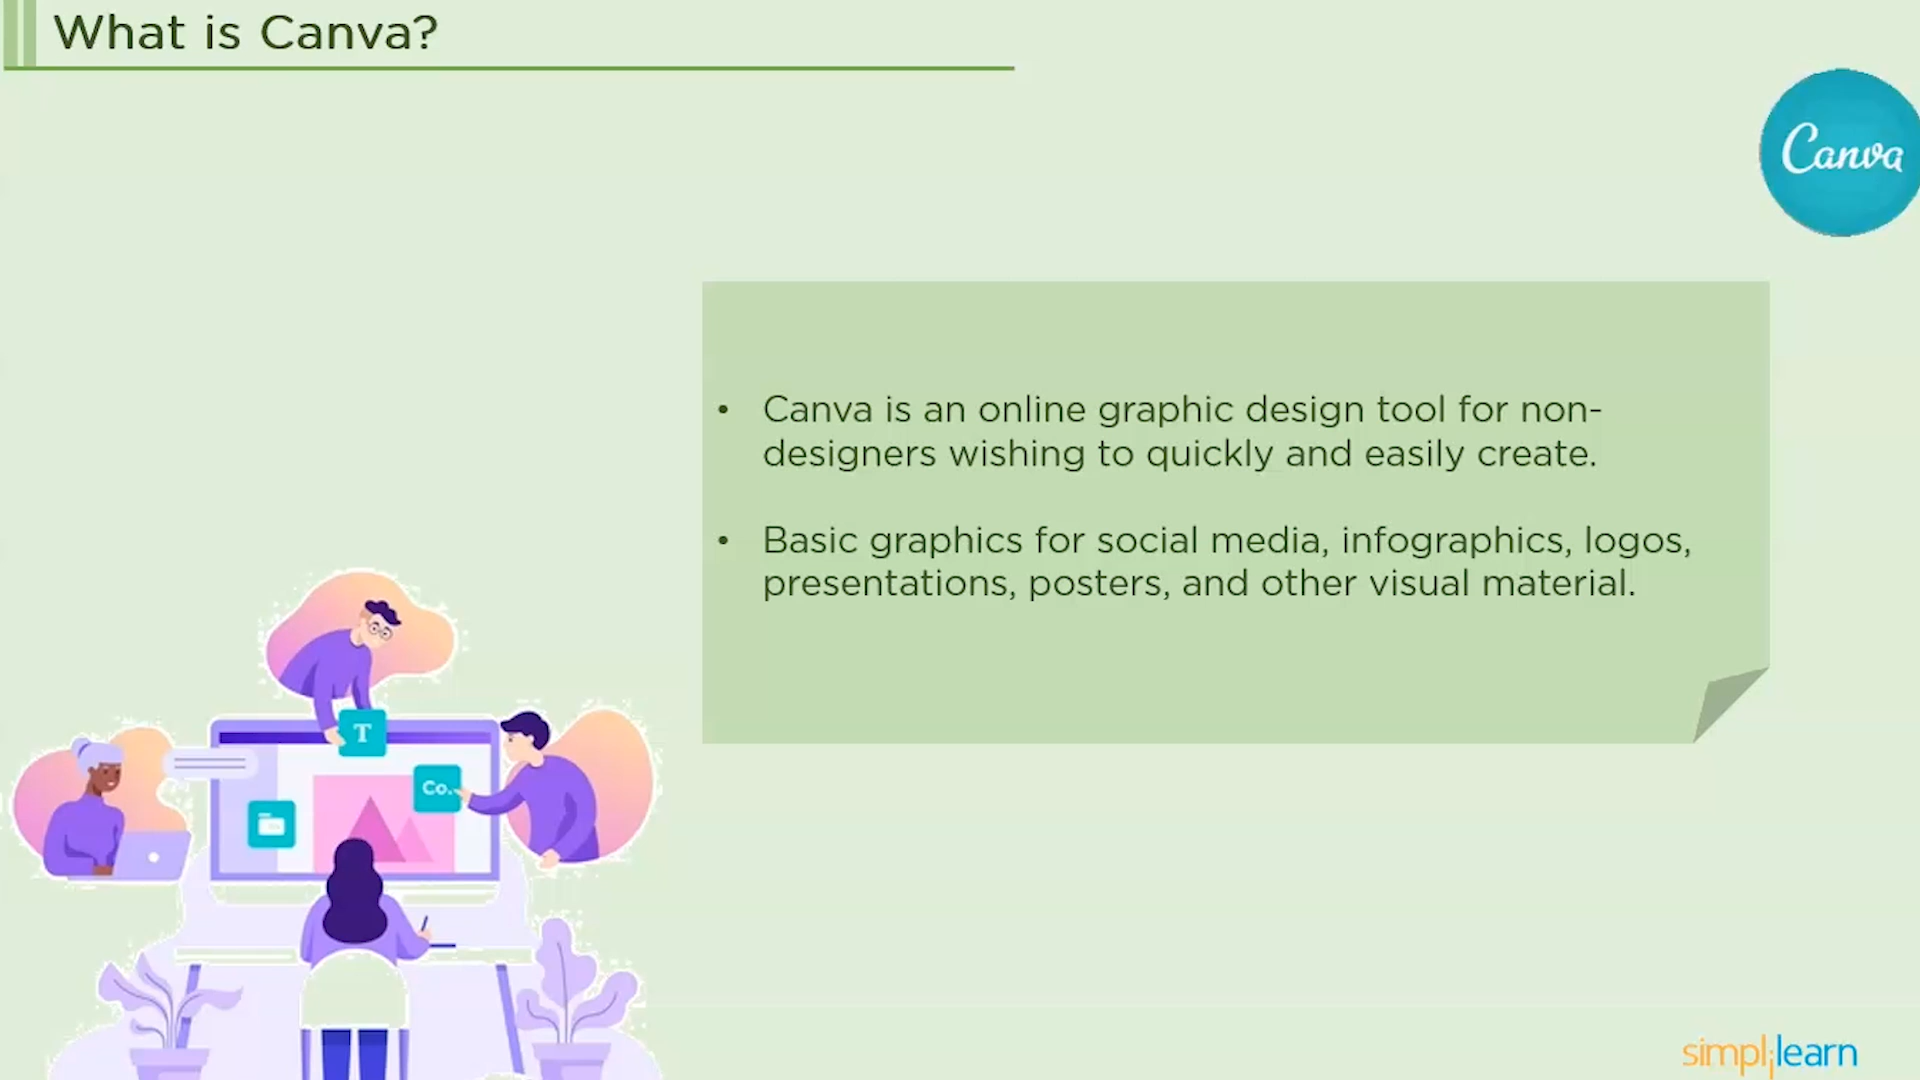 What is Canva?
Canva
• Canva is an online graphic design tool for non-
designers wishing to quickly and easily create.
• Basic graphics for social media, infographics, logos,
presentations, posters, and other visual material.
T
Co.
simplilearn